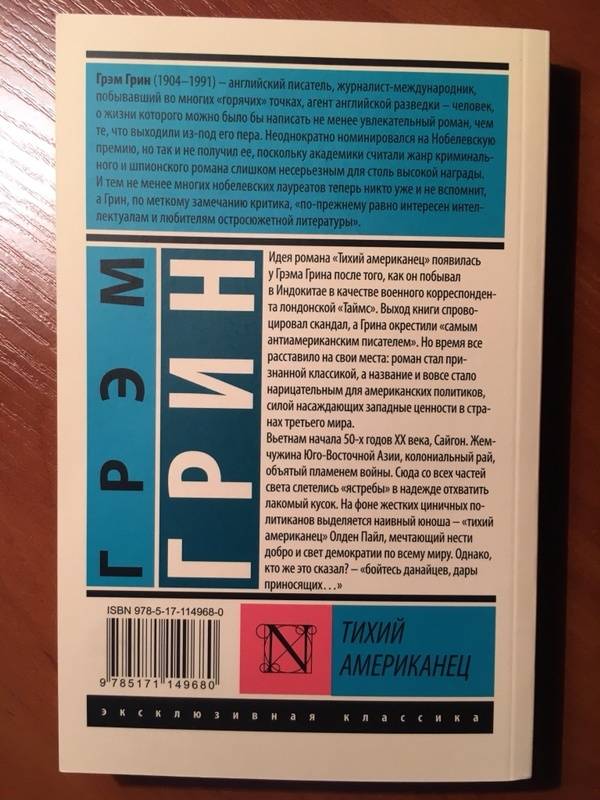 Грэм Грин (1904–1991) – английский писатель, журналист-международник,
побывавший во многих «горячих» точках, агент английской разведки – человек,
о жизни которого можно было бы написать не менее увлекательный роман, чем
те, что выходили из-под его пера. Неоднократно номинировался на Нобелевскую
премию, но так и не получил ее, поскольку академики считали жанр криминаль-
ного и шпионского романа слишком несерьезным для столь высокой награды.
И тем не менее многих нобелевских лауреатов теперь никто уже и не вспомнит,
а Грин, по меткому замечанию критика, «по-прежнему равно интересен интел-
лектуалам и любителям остросюжетной литературы».
ГРЭМ
ГРИН
Идея романа «Тихий американец» появилась
у Грэма Грина после того, как он побывал
в Индокитае в качестве военного корреспонден-
та лондонской «Таймс». Выход книги спрово-
цировал скандал, а Грина окрестили «самым
антиамериканским писателем». Но время все
расставило на свои места: роман стал при-
знанной классикой, а название и вовсе стало
нарицательным для американских политиков,
силой насаждающих западные ценности в стра-
нах третьего мира.
Вьетнам начала 50-х годов XX века, Сайгон. Жем-
чужина Юго-Восточной Азии, колониальный рай,
объятый пламенем войны. Сюда со всех частей
света слетелись «ястребы» в надежде отхватить
лакомый кусок. На фоне жестких циничных по-
литиканов выделяется наивный юноша – «тихий
американец» Олден Пайл, мечтающий нести
добро и свет демократии по всему миру. Однако,
кто же это сказал? – «бойтесь данайцев, дары
приносящих…»
ISBN 978-5-17-114968-0
9 785171 149680
N
ТИХИЙ
АМЕРИКАНЕЦ
эксклюзивная классика